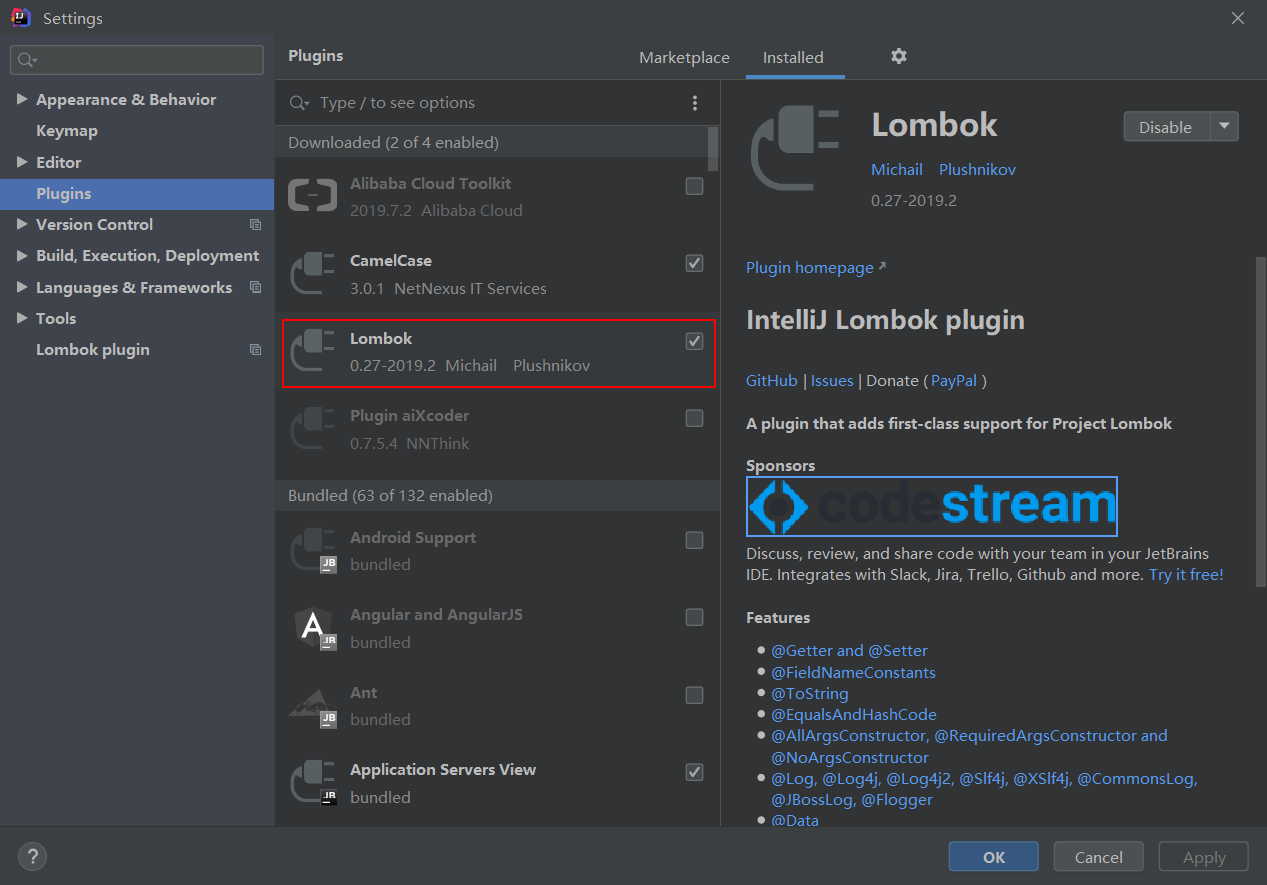 Settings
Appearance & Behavior
Keymap
Editor
Plugins
Version Control
Build, Execution, Deployment
Languages & Frameworks
Tools
Lombok plugin
Plugins
Marketplace
Installed
Type / to see options
Downloaded (2 of 4 enabled)
Alibaba Cloud Toolkit
2019.7.2 Alibaba Cloud
CamelCase
3.0.1 NetNexus IT Services
Lombok
0.27-2019.2 Michail Plushnikov
Plugin aiXcoder
0.7.5.4 NNThink
Bundled (63 of 132 enabled)
Android Support
JB
bundled
Angular and AngularJS
JB
bundled
Ant
JB
bundled
Application Servers View
JB
bundled
Lombok
Disable
Michail Plushnikov
0.27-2019.2
Plugin homepage
IntelliJ Lombok plugin
GitHub | Issues | Donate ( PayPal )
A plugin that adds first-class support for Project Lombok
Sponsors
codestream
Discuss, review, and share code with your team in your JetBrains
IDE. Integrates with Slack, Jira, Trello, Github and more. Try it free!
Features
@Getter and @Setter
@FieldNameConstants
@ToString
@EqualsAndHashCode
@AllArgsConstructor, @RequiredArgsConstructor and
@NoArgsConstructor
@Log, @Log4j, @Log4j2, @Slf4j, @XSlf4j, @CommonsLog,
@JBossLog, @Flogger
@Data
?
OK
Cancel
Apply